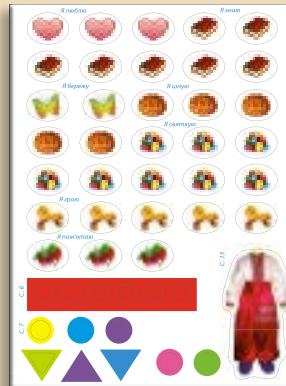 Я люблю
Я знаю
Я бережу
Я ціную
Я святкую
Я граю
Я пам'ятаю
С. 13
С. 6
С. 7